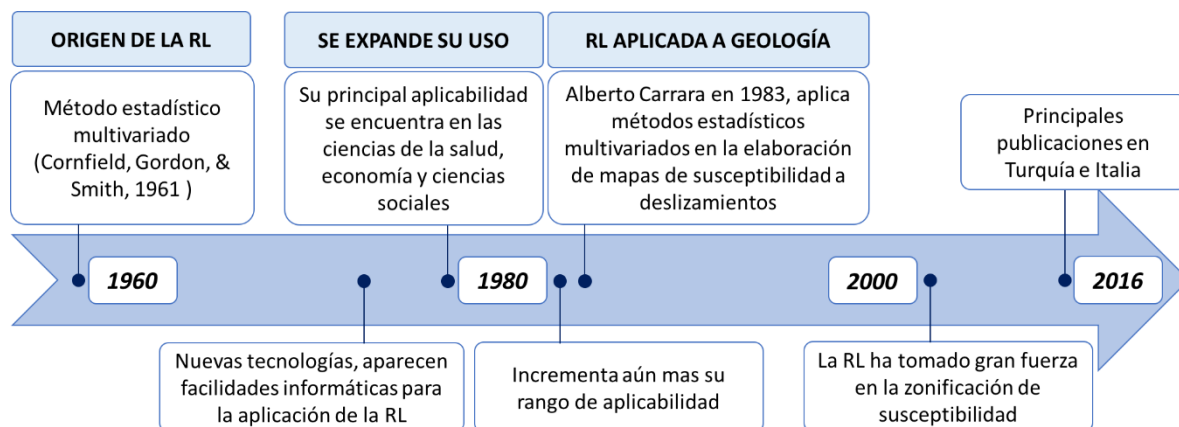 ORIGEN DE LA RL
Método estadístico
multivariado
(Cornfield, Gordon, &
Smith, 1961 )
SE EXPANDE SU USO
Su principal aplicabilidad
se encuentra en las
ciencias de la salud,
economía y ciencias
sociales
RL APLICADA A GEOLOGÍA
Alberto Carrara en 1983, aplica
métodos estadísticos
multivariados en la elaboración
de mapas de susceptibilidad a
deslizamientos
Principales
publicaciones en
Turquía e Italia
1960
1980
2000
2016
Nuevas tecnologías, aparecen
facilidades informáticas para
la aplicación de la RL
Incrementa aún mas su
rango de aplicabilidad
La RL ha tomado gran fuerza
en la zonificación de
susceptibilidad